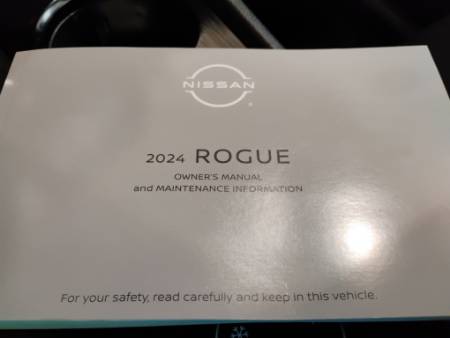 NISSAN
2024 ROGUE
OWNER'S MANUAL
and MAINTENANCE INFORMATION
For your safety, read carefully and keep in this vehicle.